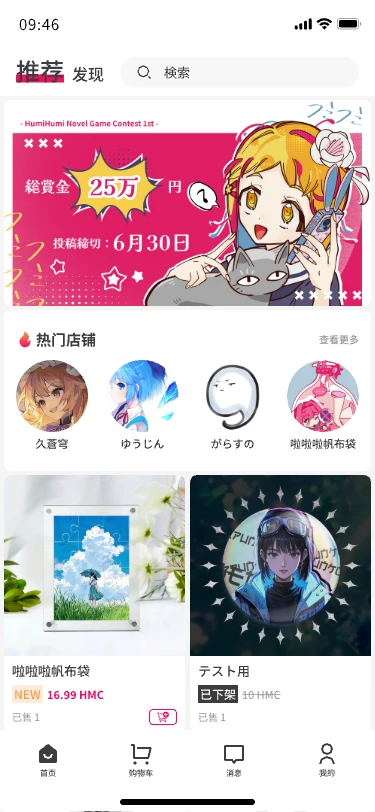 09:46
推荐 发现 検索
- HumiHumi Novel Game Contest 1st -
総賞金 25万 円
投稿締切：6月30日
热门店铺 查看更多
久蒼穹 ゆうじん がらすの 啦啦啦帆布袋
啦啦啦帆布袋
NEW 16.99 HMC
已售 1
テスト用
已下架 10 HMC
已售 1
首页 购物车 消息 我的